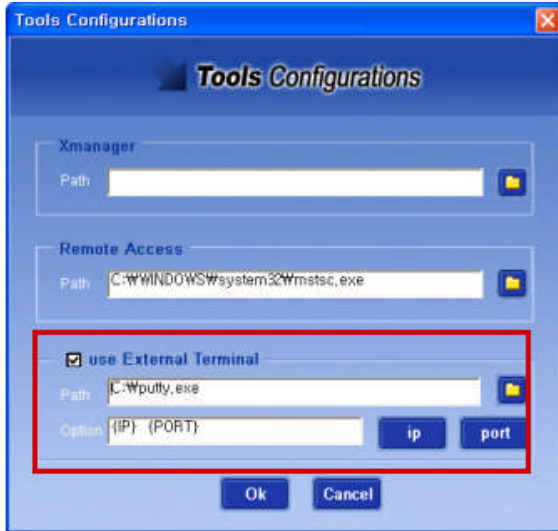 Tools Configurations
Tools Configurations
Xmanager
Path
Remote Access
Path C:₩WINDOWS₩system32₩mstsc,exe
use External Terminal
Path C:₩putty,exe
Option {IP} {PORT} ip port
Ok Cancel